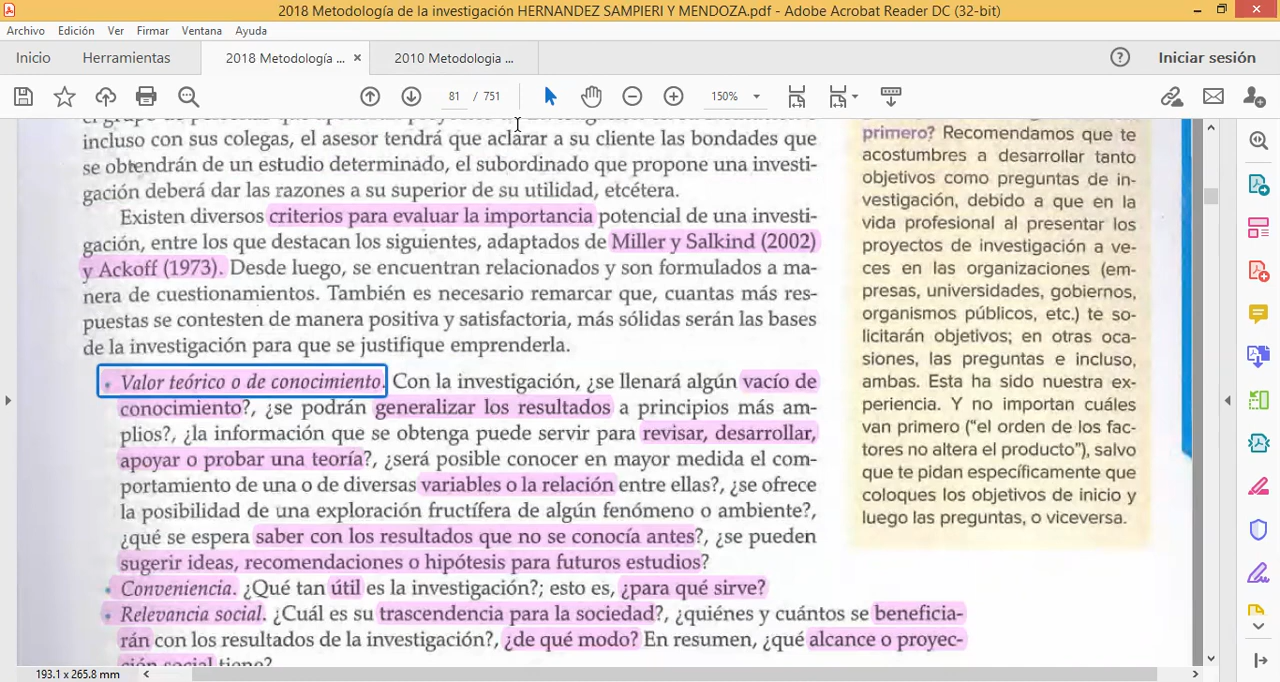 2018 Metodología de la investigación HERNANDEZ SAMPIERI Y MENDOZA.pdf - Adobe Acrobat Reader DC (32-bit)
Archivo Edición Ver Firmar Ventana Ayuda
Inicio Herramientas 2018 Metodología ... × 2010 Metodologia ... Iniciar sesión
81 / 751 150%
incluso con sus colegas, el asesor tendrá que aclarar a su cliente las bondades que
se obtendrán de un estudio determinado, el subordinado que propone una investi-
gación deberá dar las razones a su superior de su utilidad, etcétera.
Existen diversos criterios para evaluar la importancia potencial de una investi-
gación, entre los que destacan los siguientes, adaptados de Miller y Salkind (2002)
y Ackoff (1973). Desde luego, se encuentran relacionados y son formulados a ma-
nera de cuestionamientos. También es necesario remarcar que, cuantas más res-
puestas se contesten de manera positiva y satisfactoria, más sólidas serán las bases
de la investigación para que se justifique emprenderla.
• Valor teórico o de conocimiento. Con la investigación, ¿se llenará algún vacío de
conocimiento?, ¿se podrán generalizar los resultados a principios más am-
plios?, ¿la información que se obtenga puede servir para revisar, desarrollar,
apoyar o probar una teoría?, ¿será posible conocer en mayor medida el com-
portamiento de una o de diversas variables o la relación entre ellas?, ¿se ofrece
la posibilidad de una exploración fructífera de algún fenómeno o ambiente?,
¿qué se espera saber con los resultados que no se conocía antes?, ¿se pueden
sugerir ideas, recomendaciones o hipótesis para futuros estudios?
• Conveniencia. ¿Qué tan útil es la investigación?; esto es, ¿para qué sirve?
• Relevancia social. ¿Cuál es su trascendencia para la sociedad?, ¿quiénes y cuántos se beneficia-
rán con los resultados de la investigación?, ¿de qué modo? En resumen, ¿qué alcance o proyec-
ción social tiene?
primero? Recomendamos que te
acostumbres a desarrollar tanto
objetivos como preguntas de in-
vestigación, debido a que en la
vida profesional al presentar los
proyectos de investigación a ve-
ces en las organizaciones (em-
presas, universidades, gobiernos,
organismos públicos, etc.) te so-
licitarán objetivos; en otras oca-
siones, las preguntas e incluso,
ambas. Esta ha sido nuestra ex-
periencia. Y no importan cuáles
van primero ("el orden de los fac-
tores no altera el producto"), salvo
que te pidan específicamente que
coloques los objetivos de inicio y
luego las preguntas, o viceversa.
193.1 x 265.8 mm